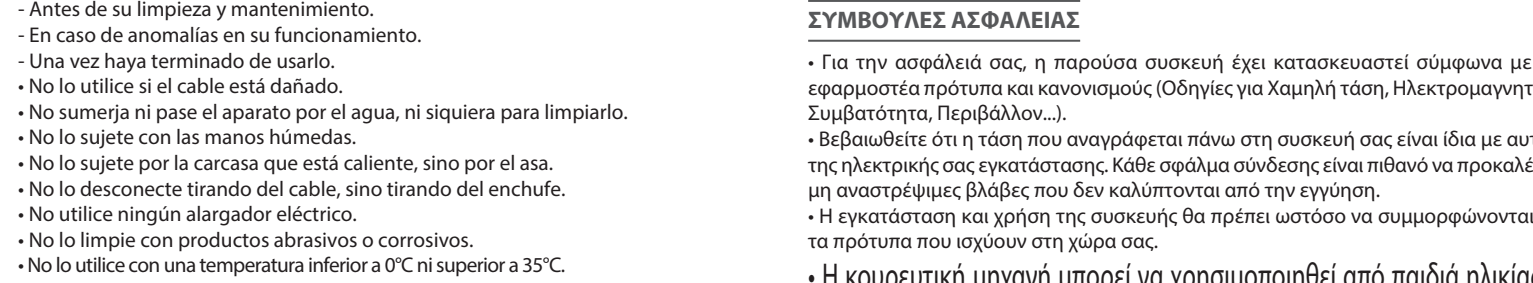 - Antes de su limpieza y mantenimiento.
- En caso de anomalías en su funcionamiento.
- Una vez haya terminado de usarlo.
• No lo utilice si el cable está dañado.
• No sumerja ni pase el aparato por el agua, ni siquiera para limpiarlo.
• No lo sujete con las manos húmedas.
• No lo sujete por la carcasa que está caliente, sino por el asa.
• No lo desconecte tirando del cable, sino tirando del enchufe.
• No utilice ningún alargador eléctrico.
• No lo limpie con productos abrasivos o corrosivos.
• No lo utilice con una temperatura inferior a 0°C ni superior a 35°C.
ΣΥΜΒΟΥΛΕΣ ΑΣΦΑΛΕΙΑΣ
• Για την ασφάλειά σας, η παρούσα συσκευή έχει κατασκευαστεί σύμφωνα με
εφαρμοστέα πρότυπα και κανονισμούς (Οδηγίες για Χαμηλή τάση, Ηλεκτρομαγνητ
Συμβατότητα, Περιβάλλον...).
• Βεβαιωθείτε ότι η τάση που αναγράφεται πάνω στη συσκευή σας είναι ίδια με αυτ
της ηλεκτρικής σας εγκατάστασης. Κάθε σφάλμα σύνδεσης είναι πιθανό να προκαλέ
μη αναστρέψιμες βλάβες που δεν καλύπτονται από την εγγύηση.
• Η εγκατάσταση και χρήση της συσκευής θα πρέπει ωστόσο να συμμορφώνονται
τα πρότυπα που ισχύουν στη χώρα σας.
• Η κουρευτική μηχανή μπορεί να χρησιμοποιηθεί από παιδιά ηλικίας